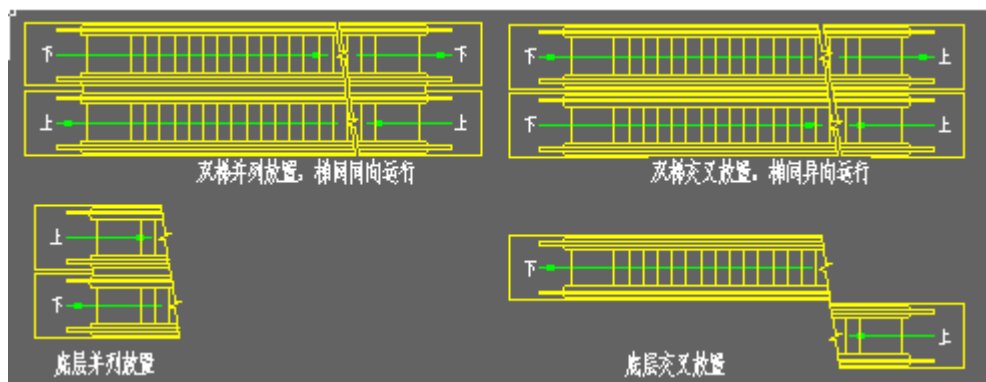 下 下 下 上
上 上 下 上
双梯并列放置，梯间同向运行 双梯交叉放置，梯间异向运行
上
下 下 上
底层并列放置 底层交叉放置